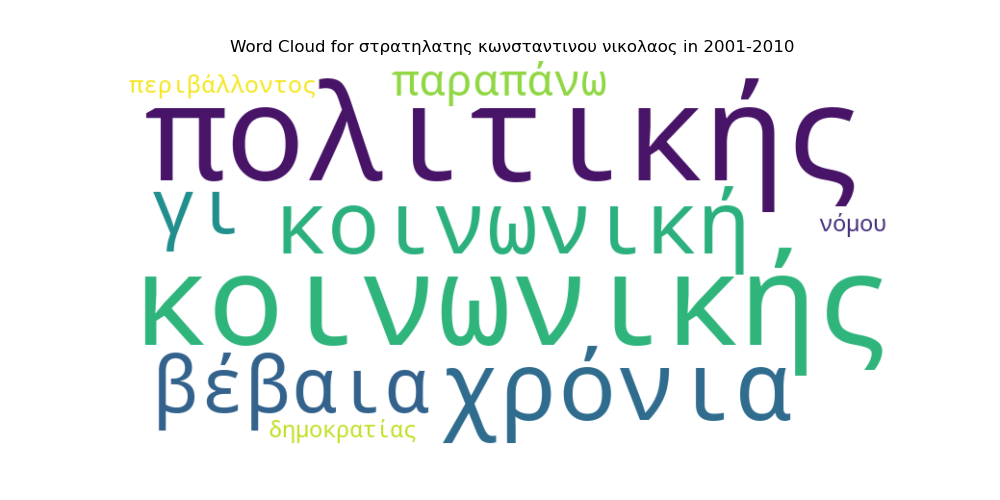 Word Cloud for στρατηλατης κωνσταντινου νικολαος in 2001-2010
περιβάλλοντος παραπάνω
πολιτικής
γι κοινωνική νόμου
κοινωνικής
βέβαια χρόνια
δημοκρατίας